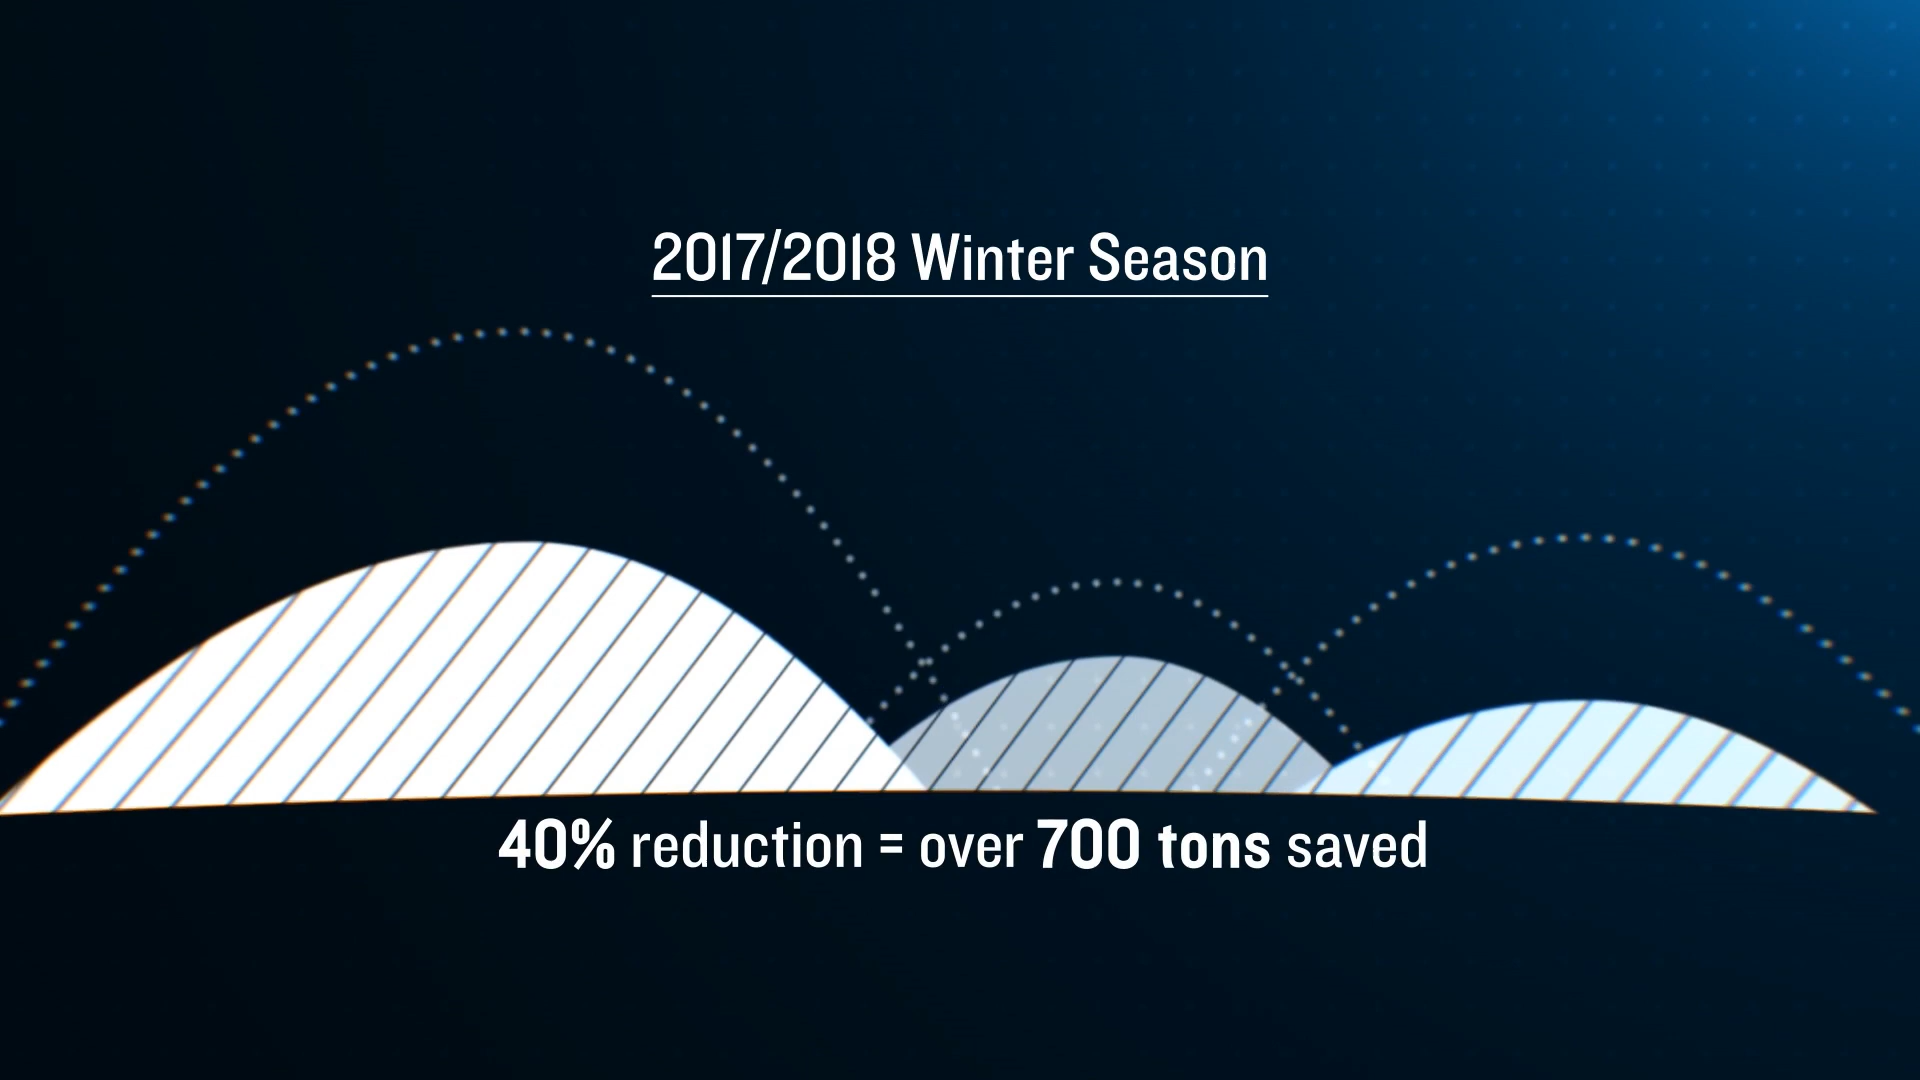 2017/2018 Winter Season
40% reduction = over 700 tons saved